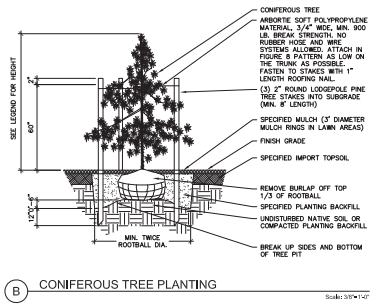 CONIFEROUS TREE
ARBORTIE SOFT POLYPROPYLENE
MATERIAL, 3/4" WIDE, MIN. 900
LB. BREAK STRENGTH. NO
RUBBER HOSE AND WIRE
SYSTEMS ALLOWED. ATTACH IN
FIGURE 8 PATTERN AS LOW ON
THE TRUNK AS POSSIBLE.
FASTEN TO STAKES WITH 1"
LENGTH ROOFING NAIL.
(3) 2" ROUND LODGEPOLE PINE
TREE STAKES INTO SUBGRADE
(MIN. 8' LENGTH)
SPECIFIED MULCH (3' DIAMETER
MULCH RINGS IN LAWN AREAS)
FINISH GRADE
SPECIFIED IMPORT TOPSOIL
REMOVE BURLAP OFF TOP
1/3 OF ROOTBALL
SPECIFIED PLANTING BACKFILL
UNDISTURBED NATIVE SOIL OR
COMPACTED PLANTING BACKFILL
BREAK UP SIDES AND BOTTOM
OF TREE PIT
SEE LEGEND FOR HEIGHT
2"
60"
6"
12"
MIN. TWICE
ROOTBALL DIA.
B
CONIFEROUS TREE PLANTING
Scale: 3/8"=1'-0"